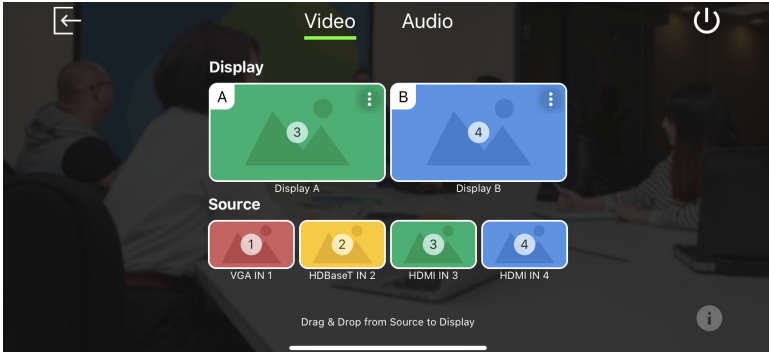 Video Audio
Display
A
3
B
4
Display A Display B
Source
1 2 3 4
VGA IN 1 HDBaseT IN 2 HDMI IN 3 HDMI IN 4
Drag & Drop from Source to Display
i